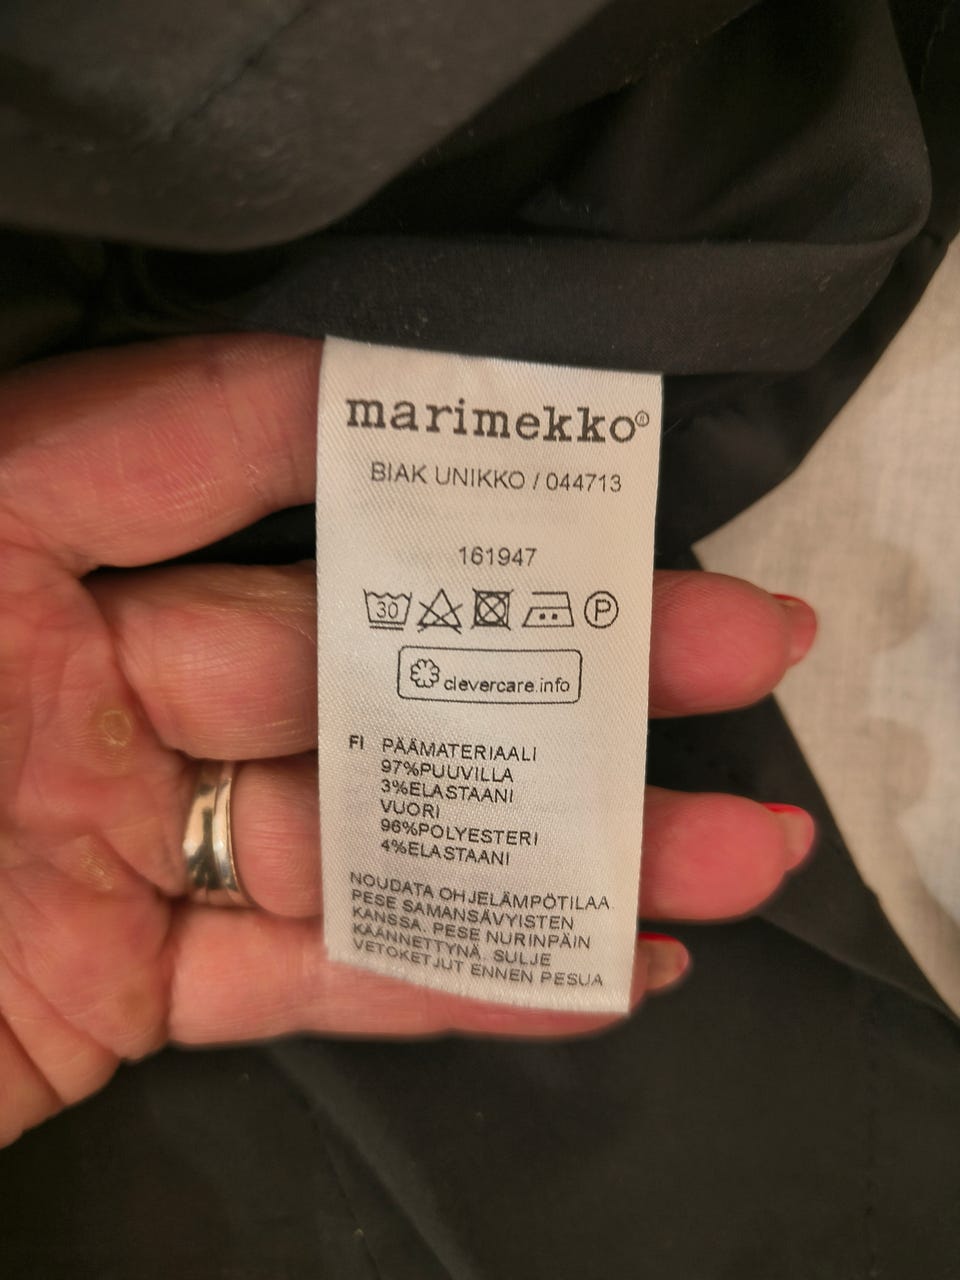 marimekko®
BIAK UNIKKO / 044713
161947
30 P
clevercare.info
FI PÄÄMATERIAALI
97%PUUVILLA
3%ELASTAANI
VUORI
96%POLYESTERI
4%ELASTAANI
NOUDATA OHJELÄMPÖTILAA.
PESE SAMANSÄVYISTEN
KANSSA. PESE NURINPÄIN
KÄÄNNETTYNÄ. SULJE
VETOKETJUT ENNEN PESUA